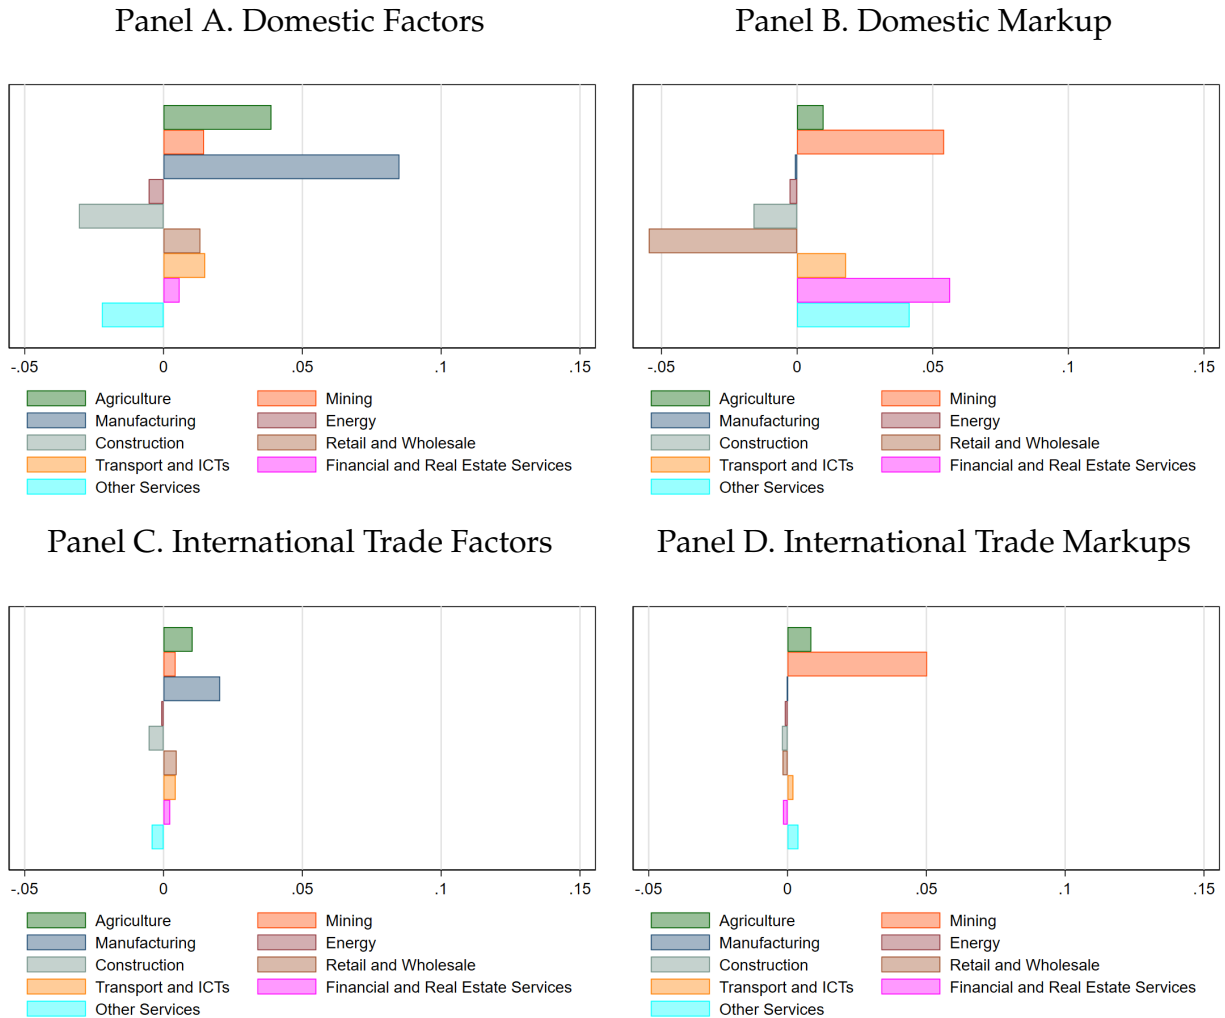 Panel A. Domestic Factors
-.05 0 .05 .1 .15
Agriculture Mining
Manufacturing Energy
Construction Retail and Wholesale
Transport and ICTs Financial and Real Estate Services
Other Services
Panel B. Domestic Markup
-.05 0 .05 .1 .15
Agriculture Mining
Manufacturing Energy
Construction Retail and Wholesale
Transport and ICTs Financial and Real Estate Services
Other Services
Panel C. International Trade Factors
-.05 0 .05 .1 .15
Agriculture Mining
Manufacturing Energy
Construction Retail and Wholesale
Transport and ICTs Financial and Real Estate Services
Other Services
Panel D. International Trade Markups
-.05 0 .05 .1 .15
Agriculture Mining
Manufacturing Energy
Construction Retail and Wholesale
Transport and ICTs Financial and Real Estate Services
Other Services